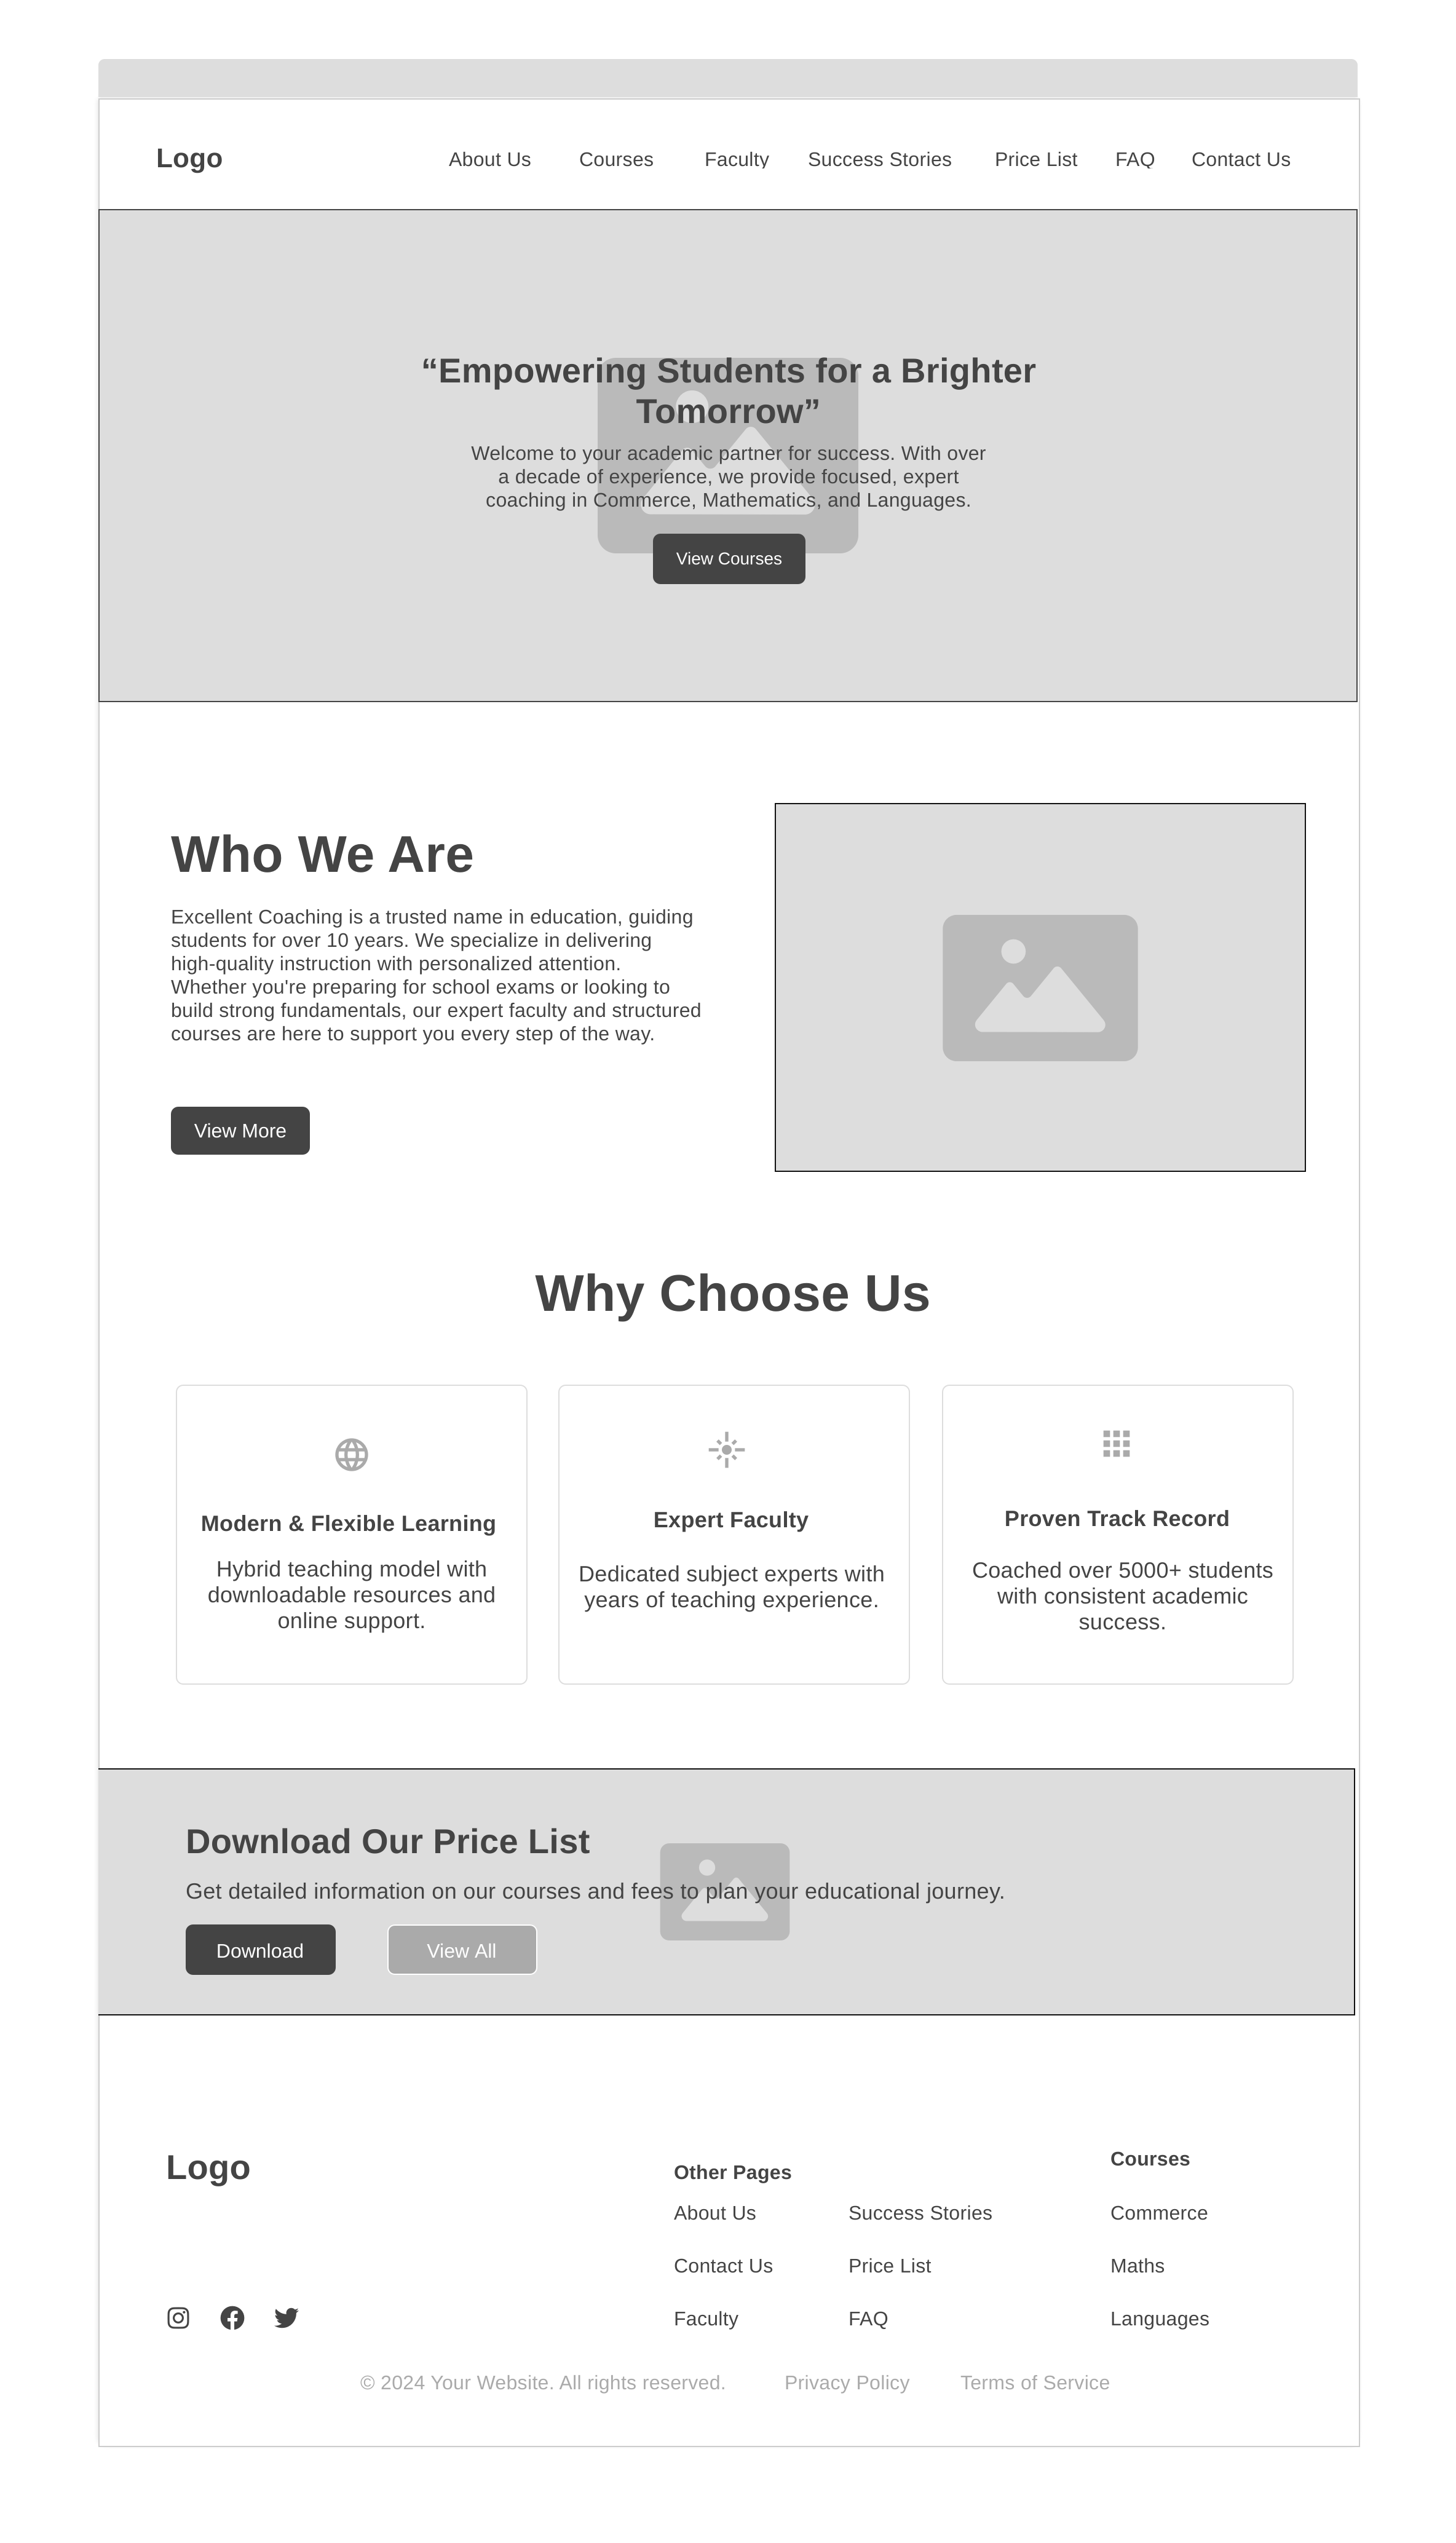 Logo
About Us
Courses
Faculty
Success Stories
Price List
FAQ
Contact Us
“Empowering Students for a Brighter
Tomorrow”
Welcome to your academic partner for success. With over
a decade of experience, we provide focused, expert
coaching in Commerce, Mathematics, and Languages.
View Courses
Who We Are
Excellent Coaching is a trusted name in education, guiding
students for over 10 years. We specialize in delivering
high-quality instruction with personalized attention.
Whether you're preparing for school exams or looking to
build strong fundamentals, our expert faculty and structured
courses are here to support you every step of the way.
View More
Why Choose Us
Modern & Flexible Learning
Hybrid teaching model with
downloadable resources and
online support.
Expert Faculty
Dedicated subject experts with
years of teaching experience.
Proven Track Record
Coached over 5000+ students
with consistent academic
success.
Download Our Price List
Get detailed information on our courses and fees to plan your educational journey.
Download
View All
Logo
Other Pages
About Us
Success Stories
Contact Us
Price List
Faculty
FAQ
Courses
Commerce
Maths
Languages
© 2024 Your Website. All rights reserved.
Privacy Policy
Terms of Service